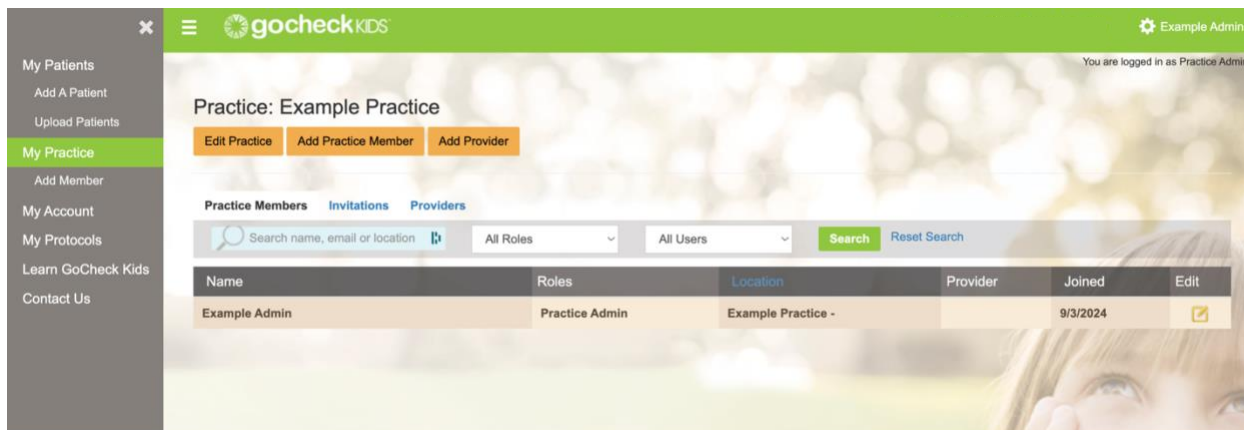 gocheck KIDS
Example Admin
You are logged in as Practice Admin
My Patients
Add A Patient
Upload Patients
My Practice
Add Member
My Account
My Protocols
Learn GoCheck Kids
Contact Us
Practice: Example Practice
Edit Practice Add Practice Member Add Provider
Practice Members Invitations Providers
Search name, email or location All Roles All Users Search Reset Search
Name Roles Location Provider Joined Edit
Example Admin Practice Admin Example Practice - 9/3/2024